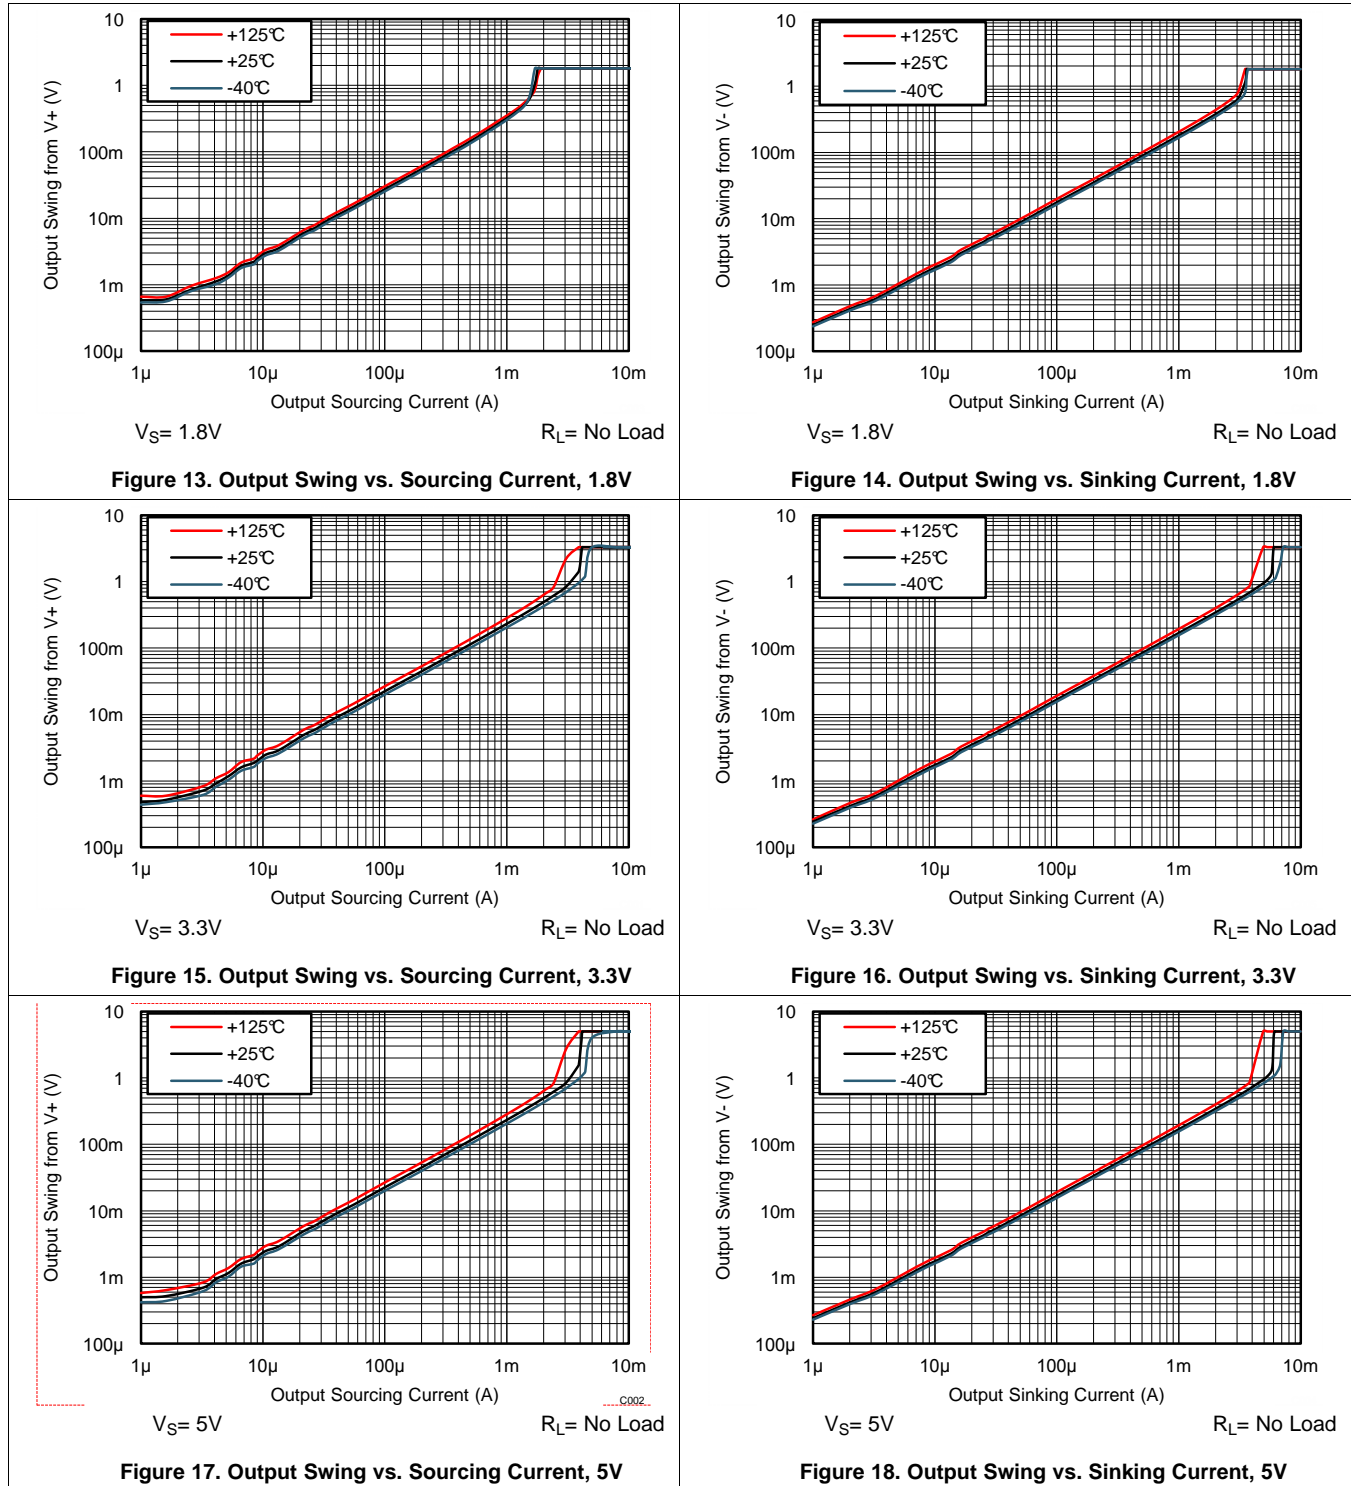 10
1
100m
10m
1m
100µ
Output Swing from V+ (V)
+125°C
+25°C
-40°C
1µ 10µ 100µ 1m 10m
Output Sourcing Current (A)
VS= 1.8V RL= No Load
Figure 13. Output Swing vs. Sourcing Current, 1.8V
10
1
100m
10m
1m
100µ
Output Swing from V- (V)
+125°C
+25°C
-40°C
1µ 10µ 100µ 1m 10m
Output Sinking Current (A)
VS= 1.8V RL= No Load
Figure 14. Output Swing vs. Sinking Current, 1.8V
10
1
100m
10m
1m
100µ
Output Swing from V+ (V)
+125°C
+25°C
-40°C
1µ 10µ 100µ 1m 10m
Output Sourcing Current (A)
VS= 3.3V RL= No Load
Figure 15. Output Swing vs. Sourcing Current, 3.3V
10
1
100m
10m
1m
100µ
Output Swing from V- (V)
+125°C
+25°C
-40°C
1µ 10µ 100µ 1m 10m
Output Sinking Current (A)
VS= 3.3V RL= No Load
Figure 16. Output Swing vs. Sinking Current, 3.3V
10
1
100m
10m
1m
100µ
Output Swing from V+ (V)
+125°C
+25°C
-40°C
1µ 10µ 100µ 1m 10m
Output Sourcing Current (A)
C002
VS= 5V RL= No Load
Figure 17. Output Swing vs. Sourcing Current, 5V
10
1
100m
10m
1m
100µ
Output Swing from V- (V)
+125°C
+25°C
-40°C
1µ 10µ 100µ 1m 10m
Output Sinking Current (A)
VS= 5V RL= No Load
Figure 18. Output Swing vs. Sinking Current, 5V